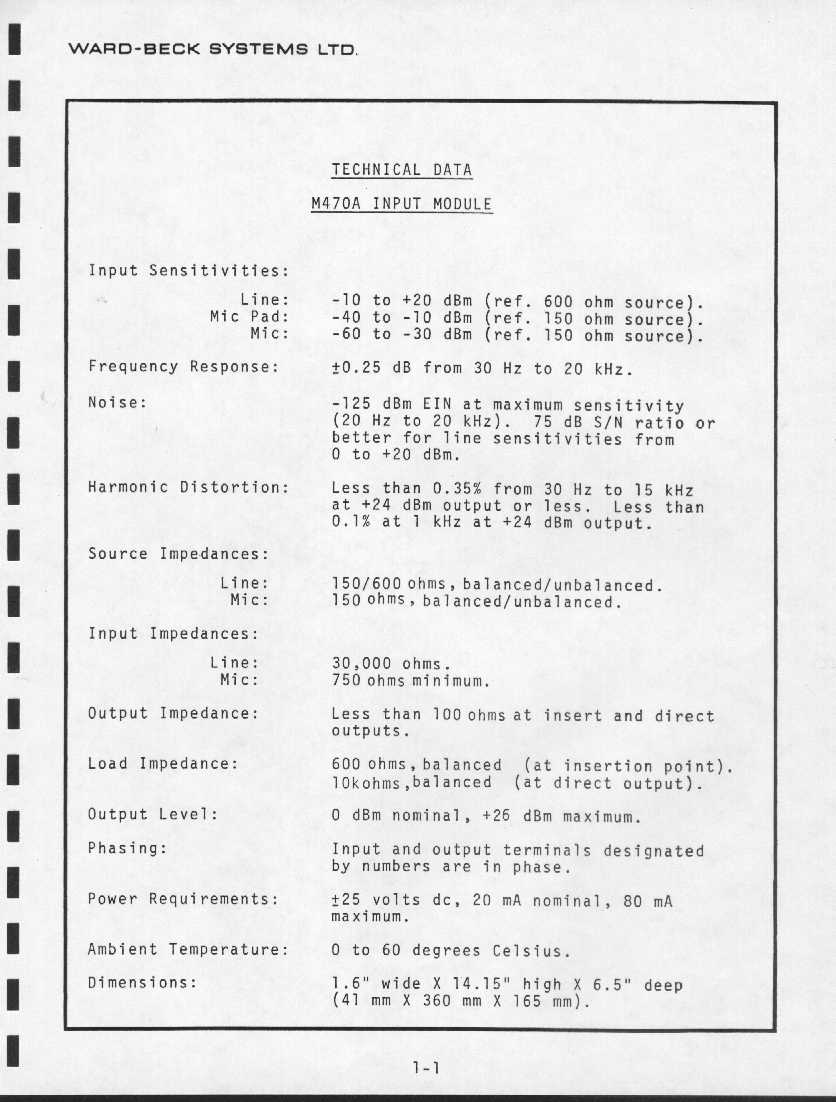 WARD-BECK SYSTEMS LTD.
TECHNICAL DATA
M470A INPUT MODULE
Input Sensitivities:
Line: -10 to +20 dBm (ref. 600 ohm source).
Mic Pad: -40 to -10 dBm (ref. 150 ohm source).
Mic: -60 to -30 dBm (ref. 150 ohm source).
Frequency Response: ±0.25 dB from 30 Hz to 20 kHz.
Noise: -125 dBm EIN at maximum sensitivity
(20 Hz to 20 kHz). 75 dB S/N ratio or
better for line sensitivities from
0 to +20 dBm.
Harmonic Distortion: Less than 0.35% from 30 Hz to 15 kHz
at +24 dBm output or less. Less than
0.1% at 1 kHz at +24 dBm output.
Source Impedances:
Line: 150/600 ohms, balanced/unbalanced.
Mic: 150 ohms, balanced/unbalanced.
Input Impedances:
Line: 30,000 ohms.
Mic: 750 ohms minimum.
Output Impedance: Less than 100 ohms at insert and direct
outputs.
Load Impedance: 600 ohms, balanced (at insertion point).
10kohms, balanced (at direct output).
Output Level: 0 dBm nominal, +26 dBm maximum.
Phasing: Input and output terminals designated
by numbers are in phase.
Power Requirements: ±25 volts dc, 20 mA nominal, 80 mA
maximum.
Ambient Temperature: 0 to 60 degrees Celsius.
Dimensions: 1.6" wide X 14.15" high X 6.5" deep
(41 mm X 360 mm X 165 mm).
1-1